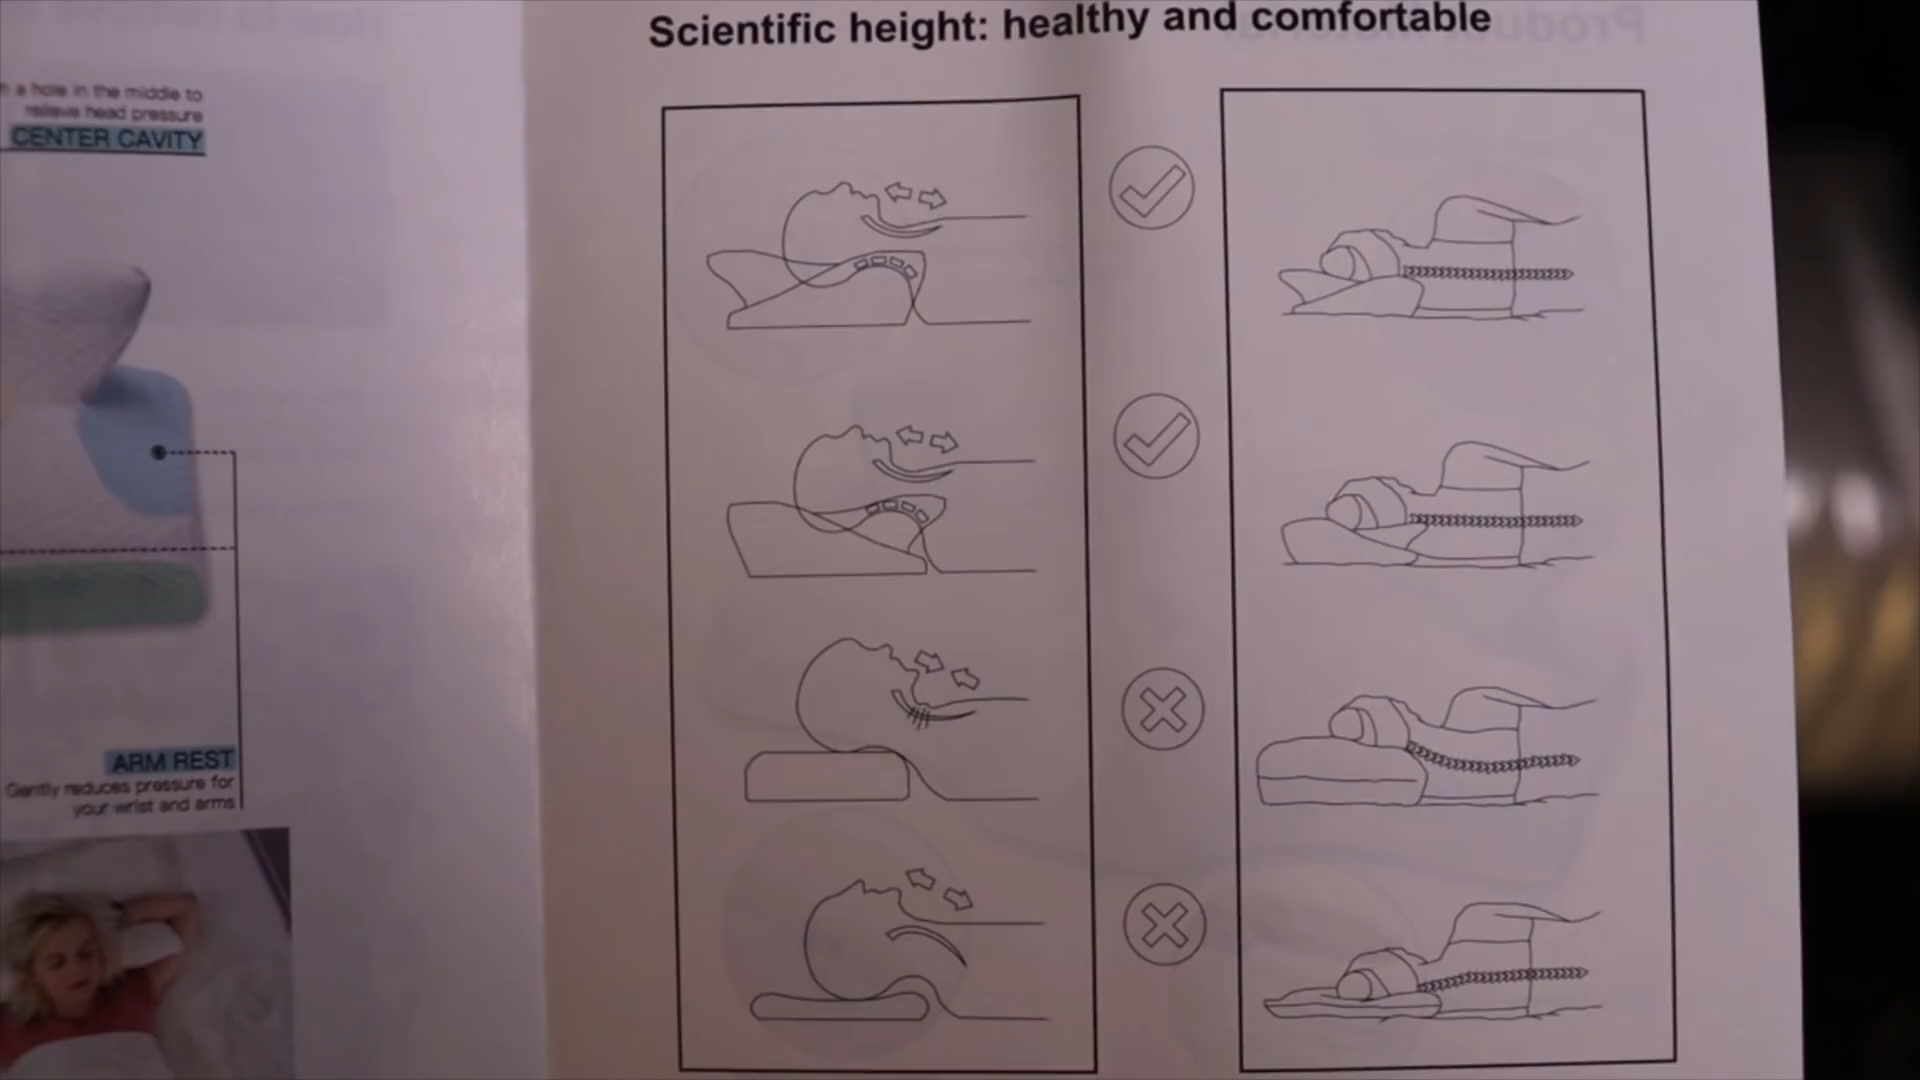 a hole in the middle to
relieve head pressure
CENTER CAVITY
ARM REST
Gently reduces pressure for
your wrist and arms
Scientific height: healthy and comfortable